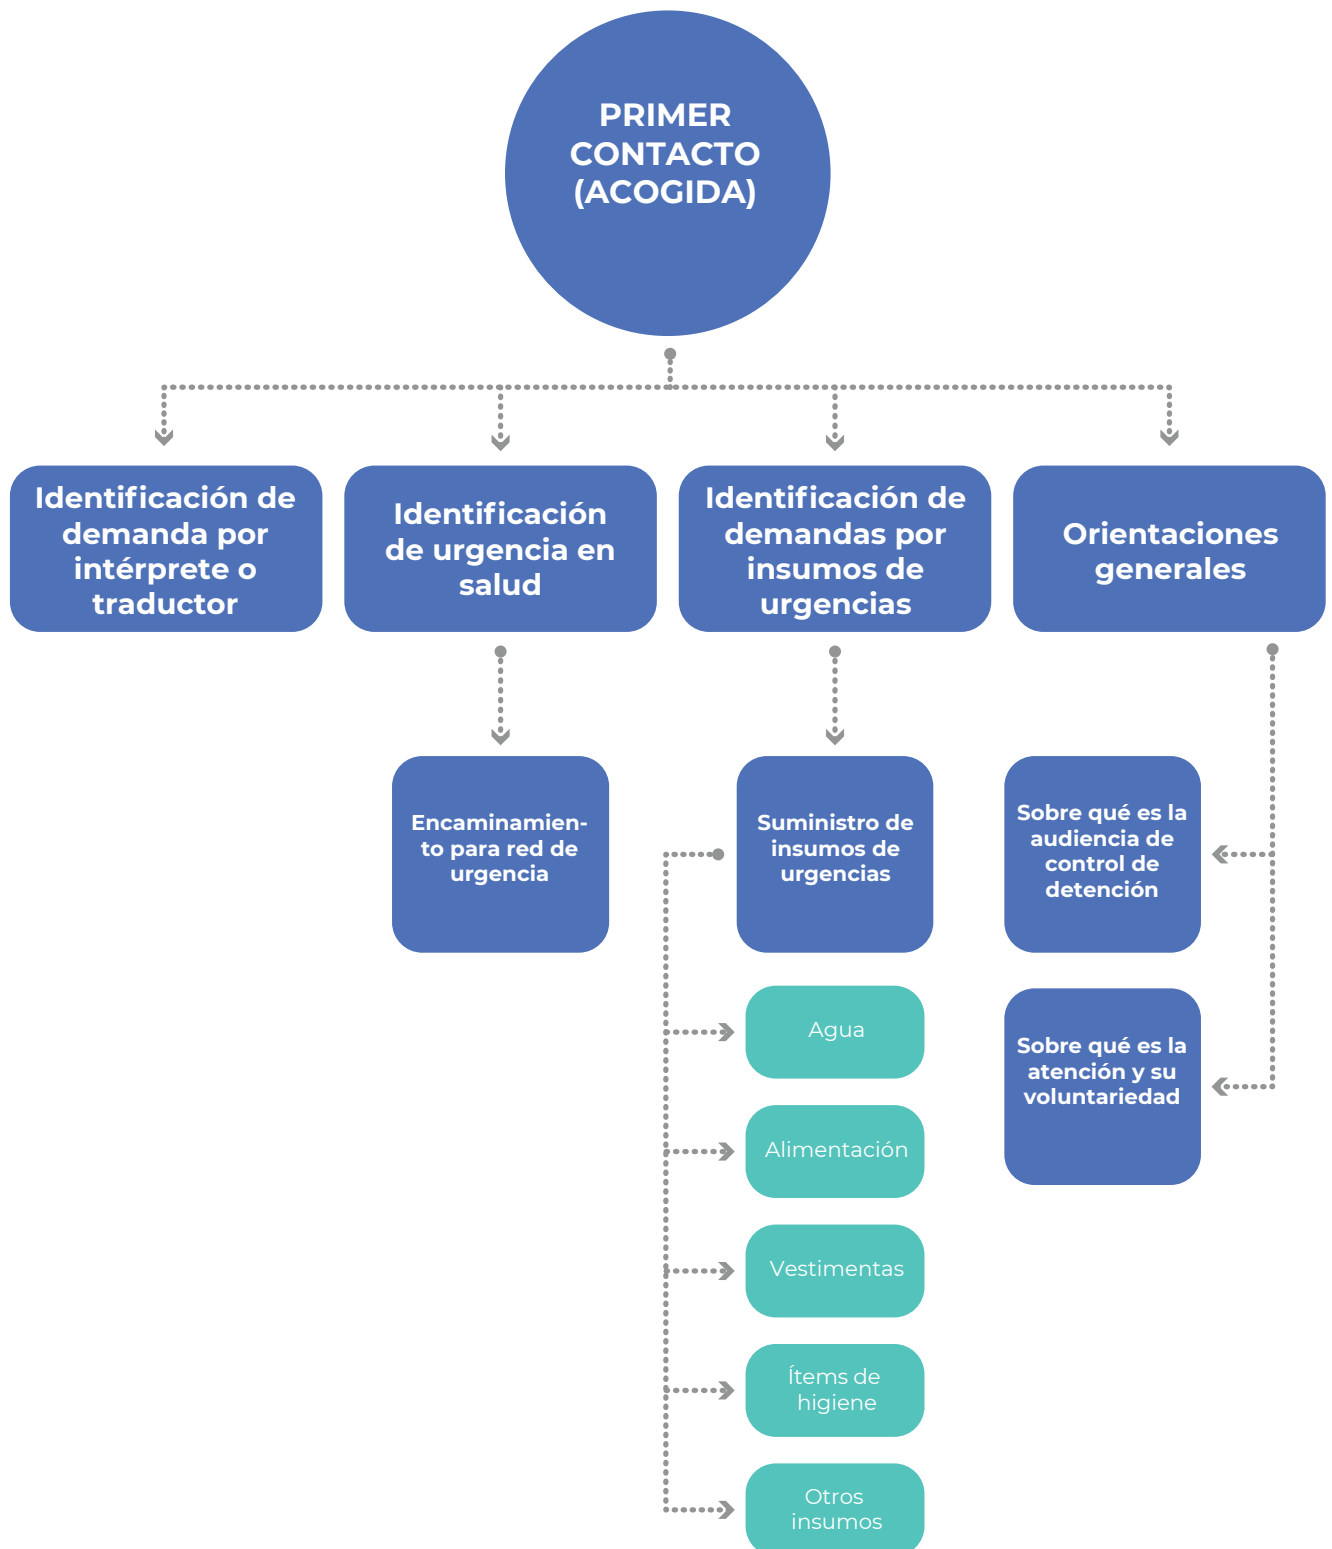 PRIMER
CONTACTO
(ACOGIDA)
Identificación de
demanda por
intérprete o
traductor
Identificación
de urgencia en
salud
Identificación de
demandas por
insumos de
urgencias
Orientaciones
generales
Encaminamien-
to para red de
urgencia
Suministro de
insumos de
urgencias
Sobre qué es la
audiencia de
control de
detención
Sobre qué es la
atención y su
voluntariedad
Agua
Alimentación
Vestimentas
Ítems de
higiene
Otros
insumos